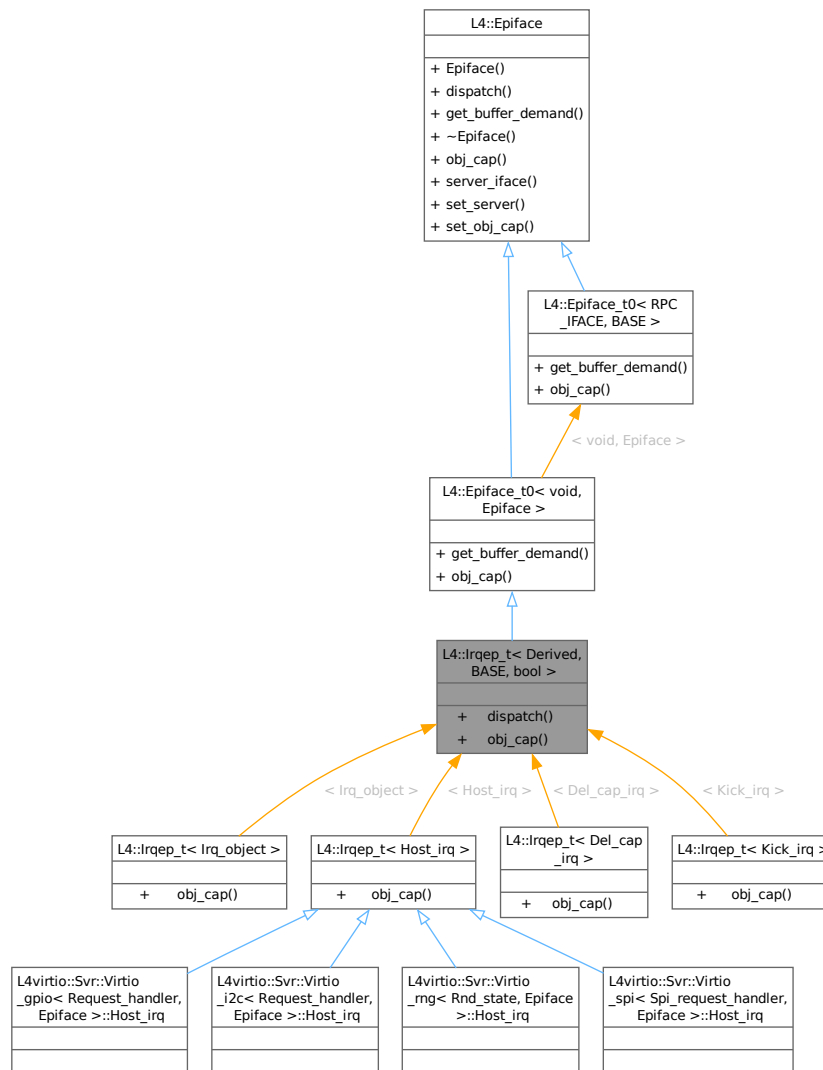 L4::Epiface
+ Epiface()
+ dispatch()
+ get_buffer_demand()
+ ~Epiface()
+ obj_cap()
+ server_iface()
+ set_server()
+ set_obj_cap()
L4::Epiface_t0< RPC
_IFACE, BASE >
+ get_buffer_demand()
+ obj_cap()
< void, Epiface >
L4::Epiface_t0< void,
Epiface >
+ get_buffer_demand()
+ obj_cap()
L4::Irqep_t< Derived,
BASE, bool >
+ dispatch()
+ obj_cap()
< Irq_object >
< Host_irq >
< Del_cap_irq >
< Kick_irq >
L4::Irqep_t< Irq_object >
+ obj_cap()
L4::Irqep_t< Host_irq >
+ obj_cap()
L4::Irqep_t< Del_cap
_irq >
+ obj_cap()
L4::Irqep_t< Kick_irq >
+ obj_cap()
L4virtio::Svr::Virtio
_gpio< Request_handler,
Epiface >::Host_irq
L4virtio::Svr::Virtio
_i2c< Request_handler,
Epiface >::Host_irq
L4virtio::Svr::Virtio
_rng< Rnd_state, Epiface
>::Host_irq
L4virtio::Svr::Virtio
_spi< Spi_request_handler,
Epiface >::Host_irq